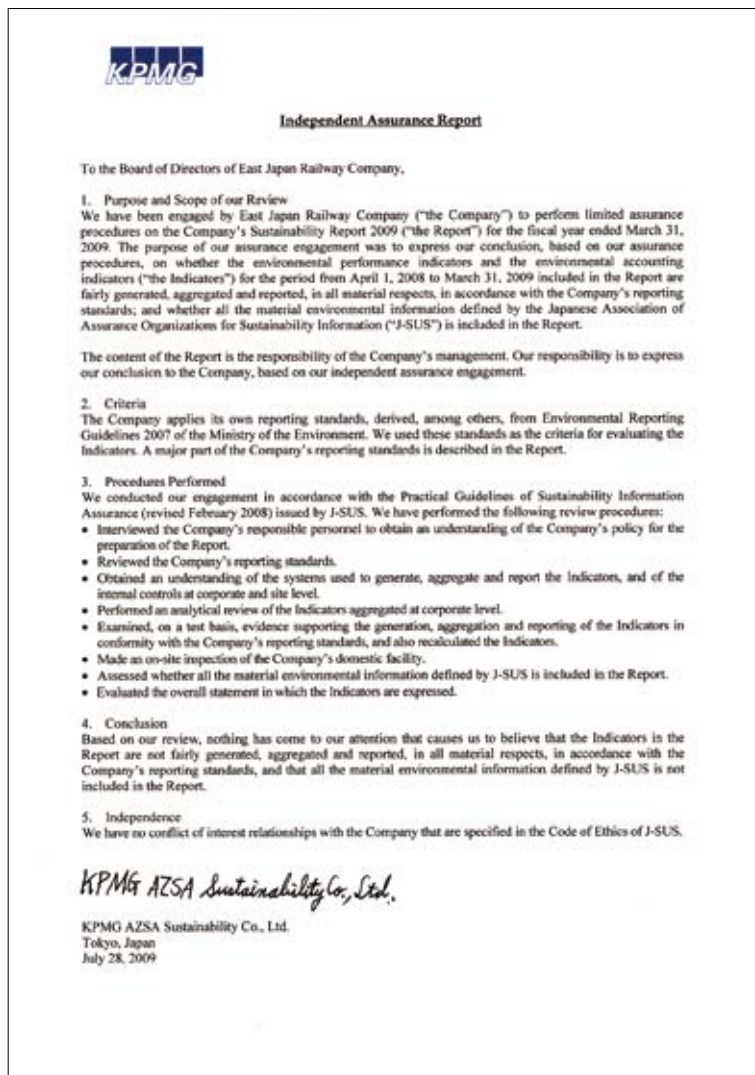 KPMG
Independent Assurance Report
To the Board of Directors of East Japan Railway Company,
1. Purpose and Scope of our Review
We have been engaged by East Japan Railway Company (“the Company”) to perform limited assurance
procedures on the Company’s Sustainability Report 2009 (“the Report”) for the fiscal year ended March 31,
2009. The purpose of our assurance engagement was to express our conclusion, based on our assurance
procedures, on whether the environmental performance indicators and the environmental accounting
indicators (“the Indicators”) for the period from April 1, 2008 to March 31, 2009 included in the Report are
fairly generated, aggregated and reported, in all material respects, in accordance with the Company’s reporting
standards; and whether all the material environmental information defined by the Japanese Association of
Assurance Organizations for Sustainability Information (“J-SUS”) is included in the Report.
The content of the Report is the responsibility of the Company’s management. Our responsibility is to express
our conclusion to the Company, based on our independent assurance engagement.
2. Criteria
The Company applies its own reporting standards, derived, among others, from Environmental Reporting
Guidelines 2007 of the Ministry of the Environment. We used these standards as the criteria for evaluating the
Indicators. A major part of the Company’s reporting standards is described in the Report.
3. Procedures Performed
We conducted our engagement in accordance with the Practical Guidelines of Sustainability Information
Assurance (revised February 2008) issued by J-SUS. We have performed the following review procedures:
• Interviewed the Company’s responsible personnel to obtain an understanding of the Company’s policy for the
preparation of the Report.
• Reviewed the Company’s reporting standards.
• Obtained an understanding of the systems used to generate, aggregate and report the Indicators, and of the
internal controls at corporate and site level.
• Performed an analytical review of the Indicators aggregated at corporate level.
• Examined, on a test basis, evidence supporting the generation, aggregation and reporting of the Indicators in
conformity with the Company’s reporting standards, and also recalculated the Indicators.
• Made an on-site inspection of the Company’s domestic facility.
• Assessed whether all the material environmental information defined by J-SUS is included in the Report.
• Evaluated the overall statement in which the Indicators are expressed.
4. Conclusion
Based on our review, nothing has come to our attention that causes us to believe that the Indicators in the
Report are not fairly generated, aggregated and reported, in all material respects, in accordance with the
Company’s reporting standards, and that all the material environmental information defined by J-SUS is not
included in the Report.
5. Independence
We have no conflict of interest relationships with the Company that are specified in the Code of Ethics of J-SUS.
KPMG AZSA Sustainability Co., Ltd.
KPMG AZSA Sustainability Co., Ltd.
Tokyo, Japan
July 28, 2009